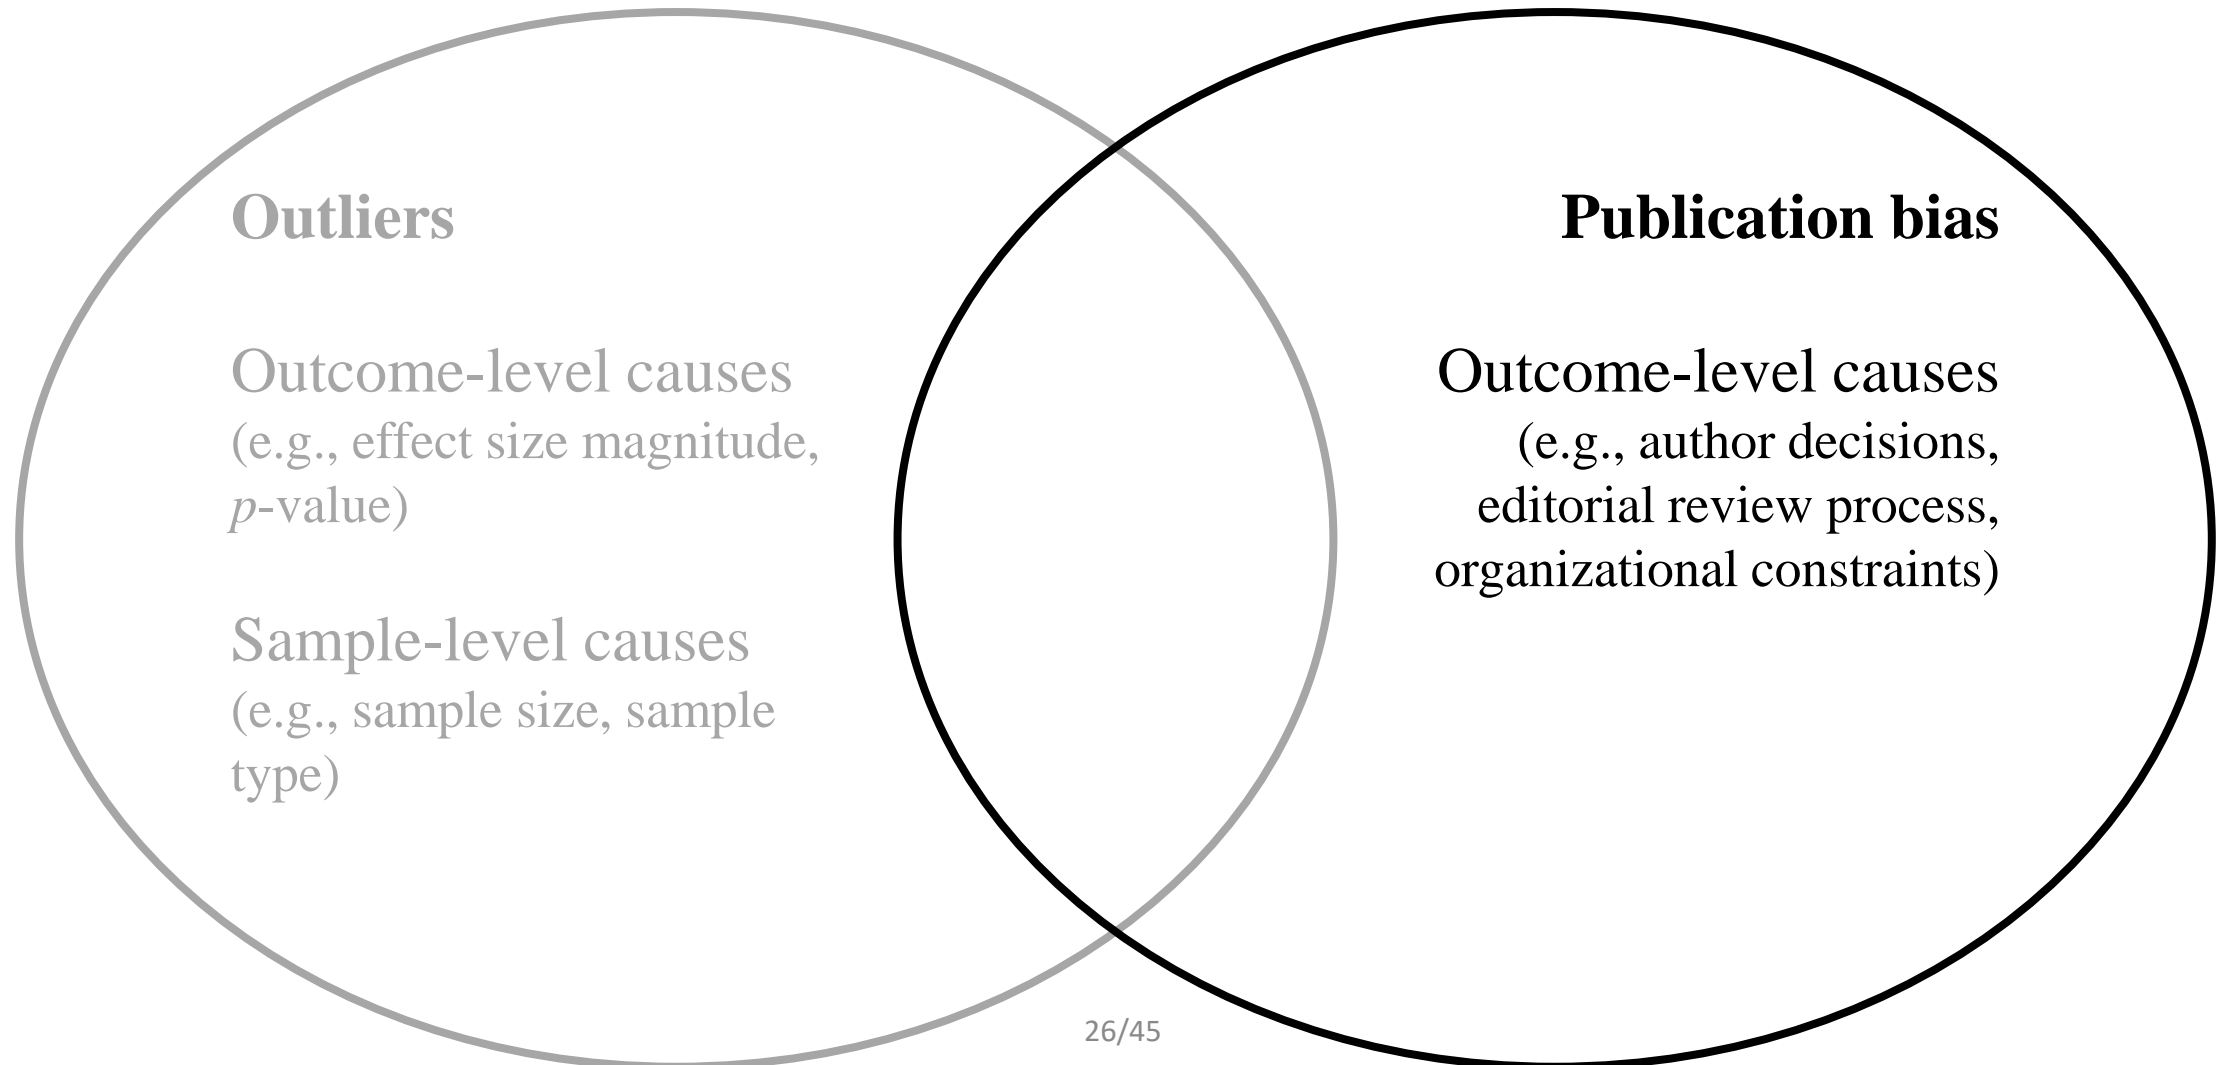 Outliers
Outcome-level causes
(e.g., effect size magnitude,
p-value)
Sample-level causes
(e.g., sample size, sample
type)
Publication bias
Outcome-level causes
(e.g., author decisions,
editorial review process,
organizational constraints)
26/45